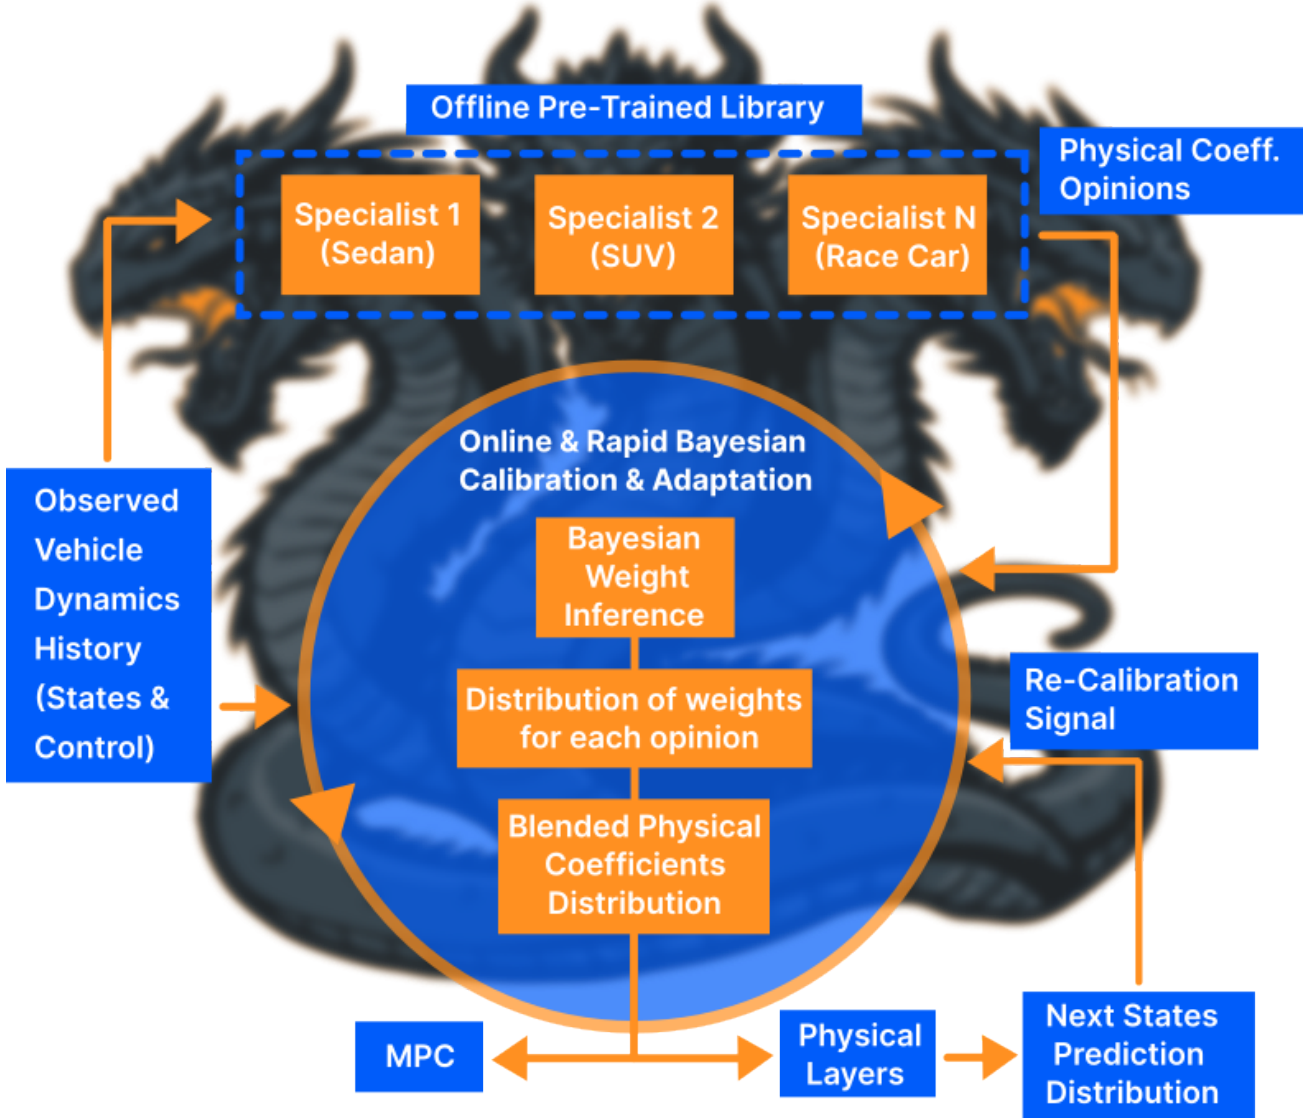 Offline Pre-Trained Library
Physical Coeff.
Opinions
Specialist 1
(Sedan)
Specialist 2
(SUV)
Specialist N
(Race Car)
Online & Rapid Bayesian
Calibration & Adaptation
Observed
Vehicle
Dynamics
History
(States &
Control)
Bayesian
Weight
Inference
Distribution of weights
for each opinion
Re-Calibration
Signal
Blended Physical
Coefficients
Distribution
MPC
Physical
Layers
Next States
Prediction
Distribution